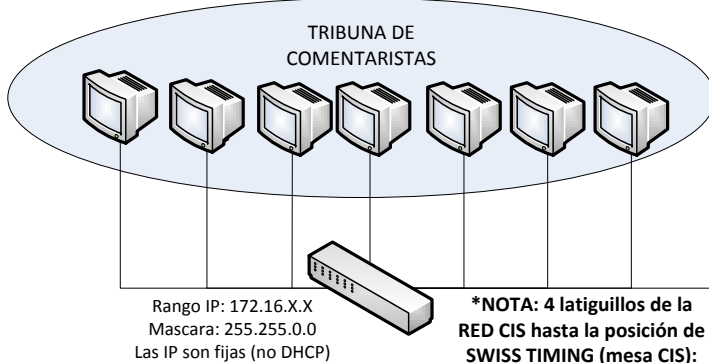 TRIBUNA DE
COMENTARISTAS
Rango IP: 172.16.X.X
Mascara: 255.255.0.0
Las IP son fijas (no DHCP)
*NOTA: 4 latiguillos de la
RED CIS hasta la posición de
SWISS TIMING (mesa CIS):